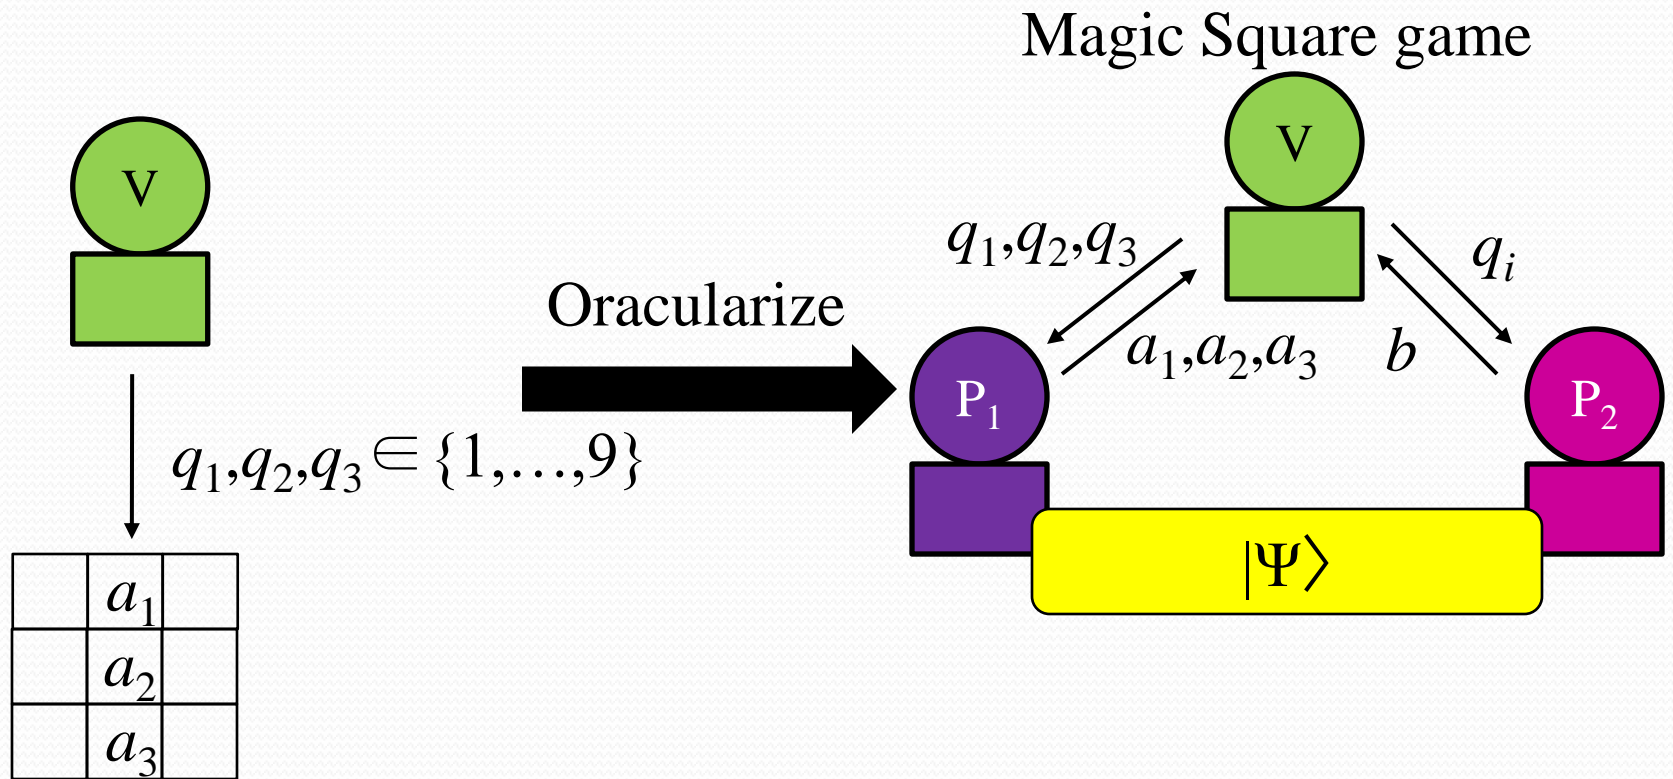 Magic Square game
V
V
q₁,q₂,q₃
qᵢ
Oracularize
a₁,a₂,a₃
b
P₁
P₂
q₁,q₂,q₃ ∈ {1,…,9}
|Ψ⟩
a₁
a₂
a₃